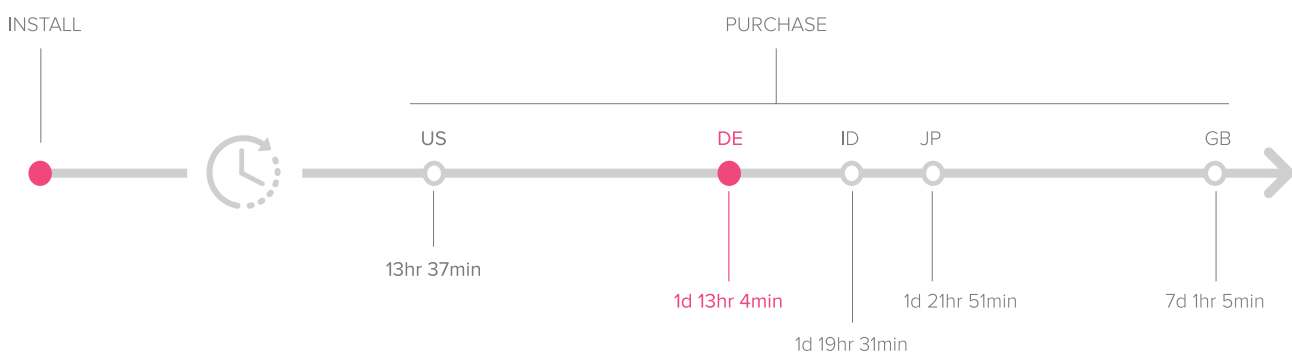 INSTALL
PURCHASE
US
DE
ID
JP
GB
13hr 37min
1d 13hr 4min
1d 21hr 51min
7d 1hr 5min
1d 19hr 31min